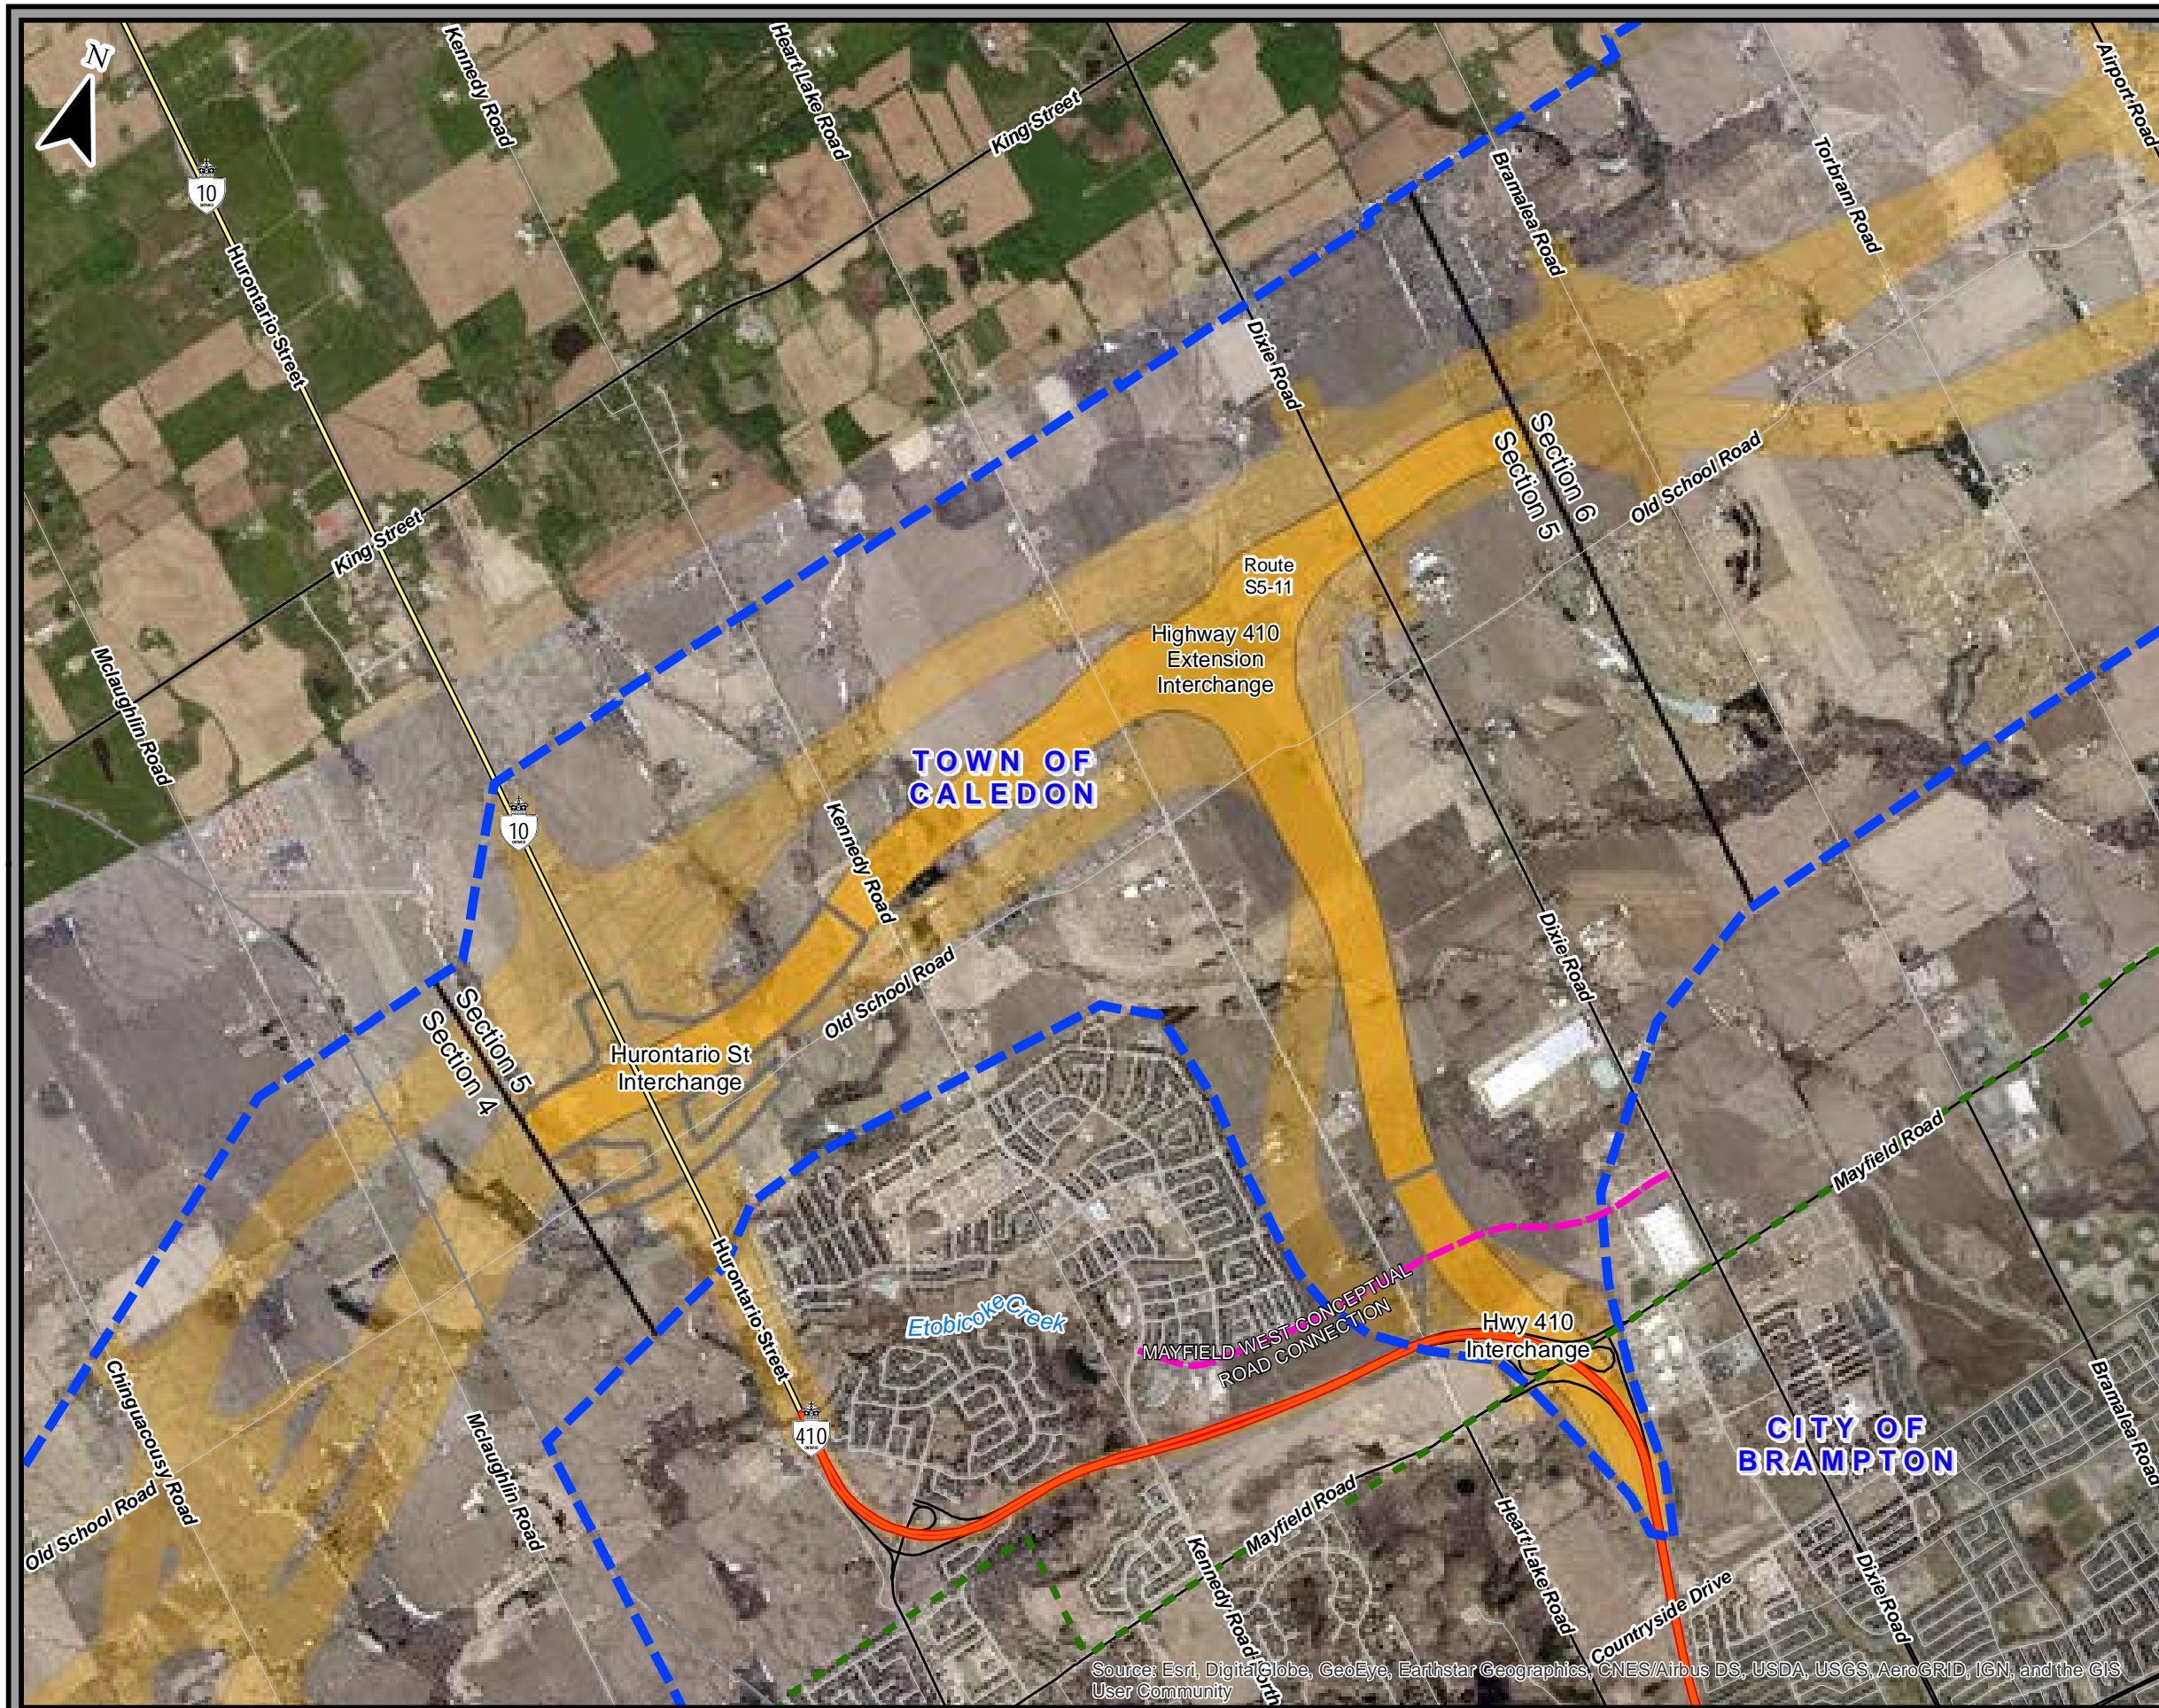 N
Kennedy Road
Heart Lake Road
King Street
Airport Road
Bramalea Road
Torbram Road
10
Hurontario Street
Dixie Road
King Street
Section 6
Section 5
Old School Road
Route
S5-11
Highway 410
Extension
Interchange
Mclaughlin Road
TOWN OF
CALEDON
10
Kennedy Road
Old School Road
Dixie Road
Section 5
Section 4
Hurontario St
Interchange
Mayfield Road
Hurontario Street
Etobicoke Creek
MAYFIELD WEST CONCEPTUAL
ROAD CONNECTION
Hwy 410
Interchange
Chinguacousy Road
Mclaughlin Road
410
CITY OF
BRAMPTON
Bramalea Road
Old School Road
Mayfield Road
Heart Lake Road
Kennedy Road North
Countryside Drive
Dixie Road
Source: Esri, DigitalGlobe, GeoEye, Earthstar Geographics, CNES/Airbus DS, USDA, USGS, AeroGRID, IGN, and the GIS
User Community